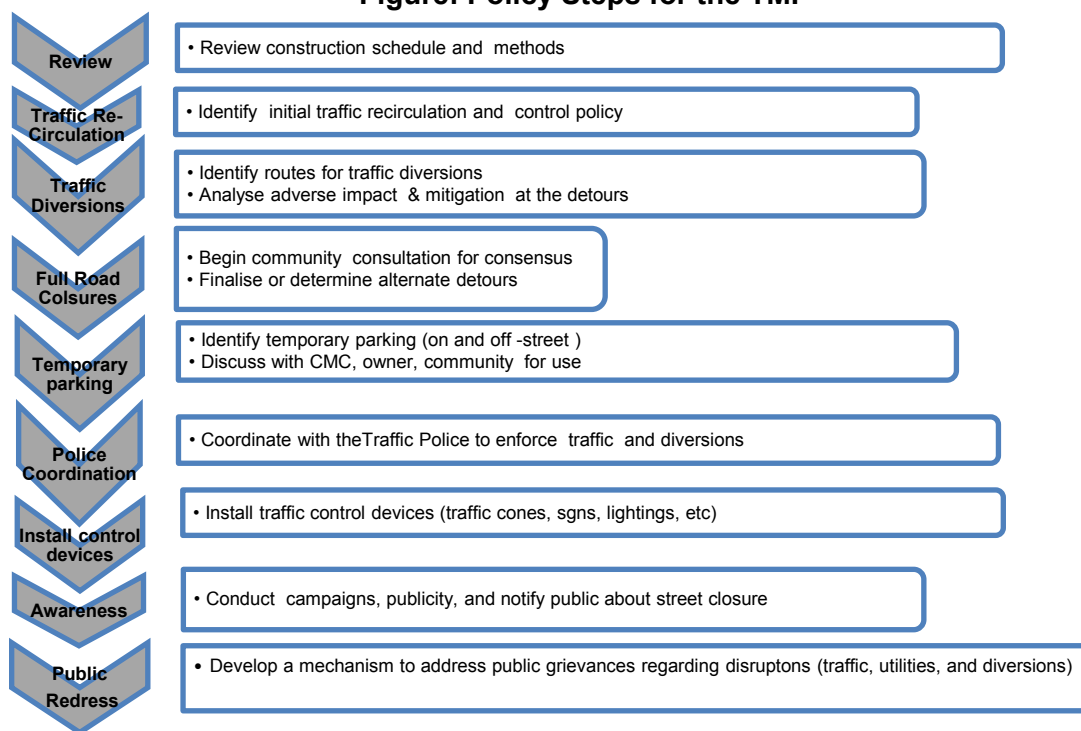 Figure: Policy Steps for the TMP
Review
• Review construction schedule and methods
Traffic Re-
Circulation
• Identify initial traffic recirculation and control policy
Traffic
Diversions
• Identify routes for traffic diversions
• Analyse adverse impact & mitigation at the detours
Full Road
Colsures
• Begin community consultation for consensus
• Finalise or determine alternate detours
Temporary
parking
• Identify temporary parking (on and off -street )
• Discuss with CMC, owner, community for use
Police
Coordination
• Coordinate with theTraffic Police to enforce traffic and diversions
Install control
devices
• Install traffic control devices (traffic cones, sgns, lightings, etc)
Awareness
• Conduct campaigns, publicity, and notify public about street closure
Public
Redress
• Develop a mechanism to address public grievances regarding disruptons (traffic, utilities, and diversions)